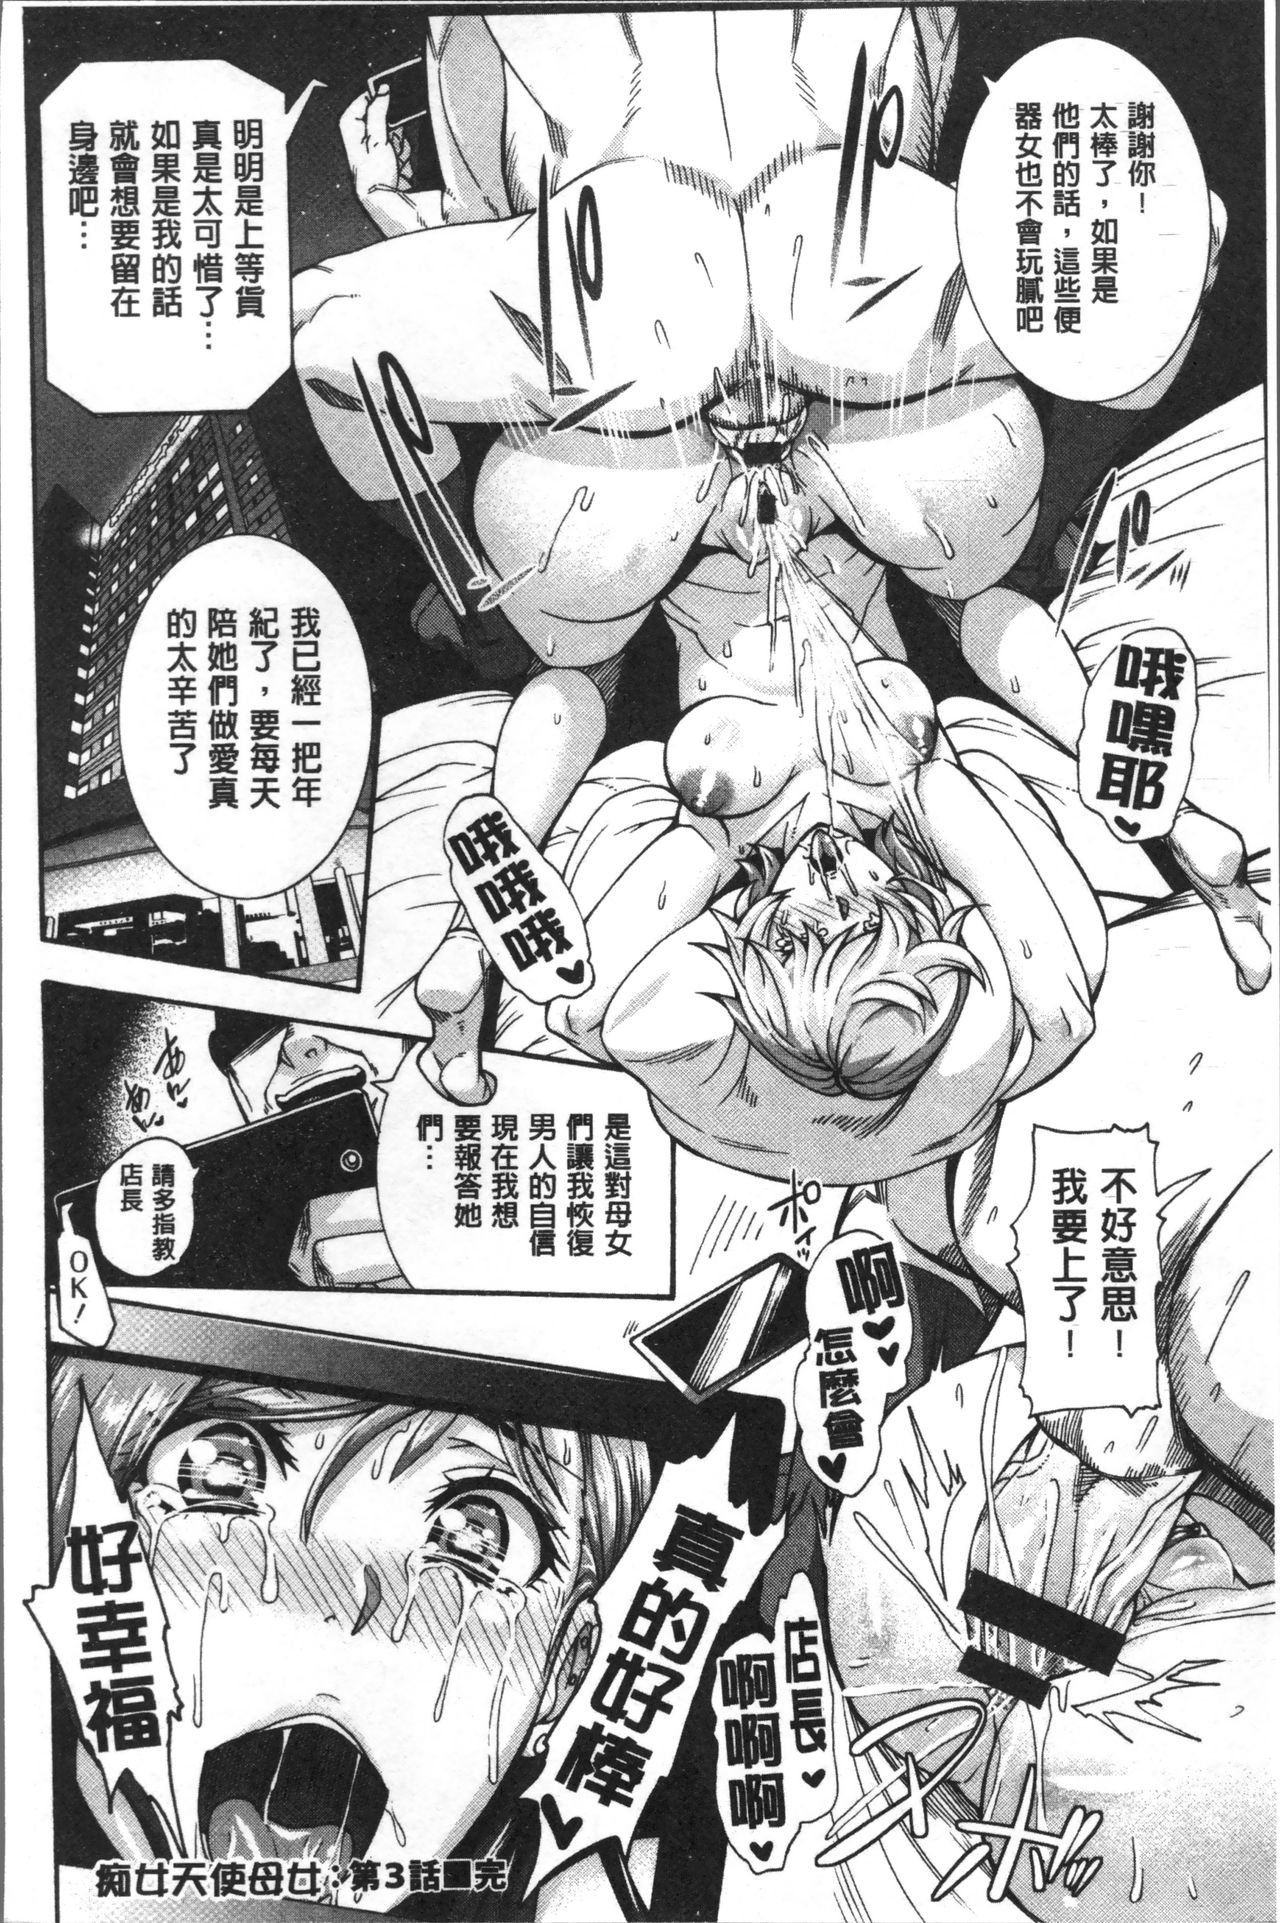 謝謝你！
太棒了，如果是
他們的話，這些便
器女也不會玩膩吧
明明是上等貨
真是太可惜了…
如果是我的話
就會想要留在
身邊吧…
哦嘿耶
哦哦哦
我已經一把年
紀了，要每天
陪她們做愛真
的太辛苦了
是這對母女
們讓我恢復
男人的自信
現在我想
要報答她
們…
請多指教
店長
OK！
不好意思！
我要上了！
ポイッ
啊
怎麼會
店長
啊啊啊
啊啊啊
真的好棒
好幸福
痴女天使母女：第3話■完